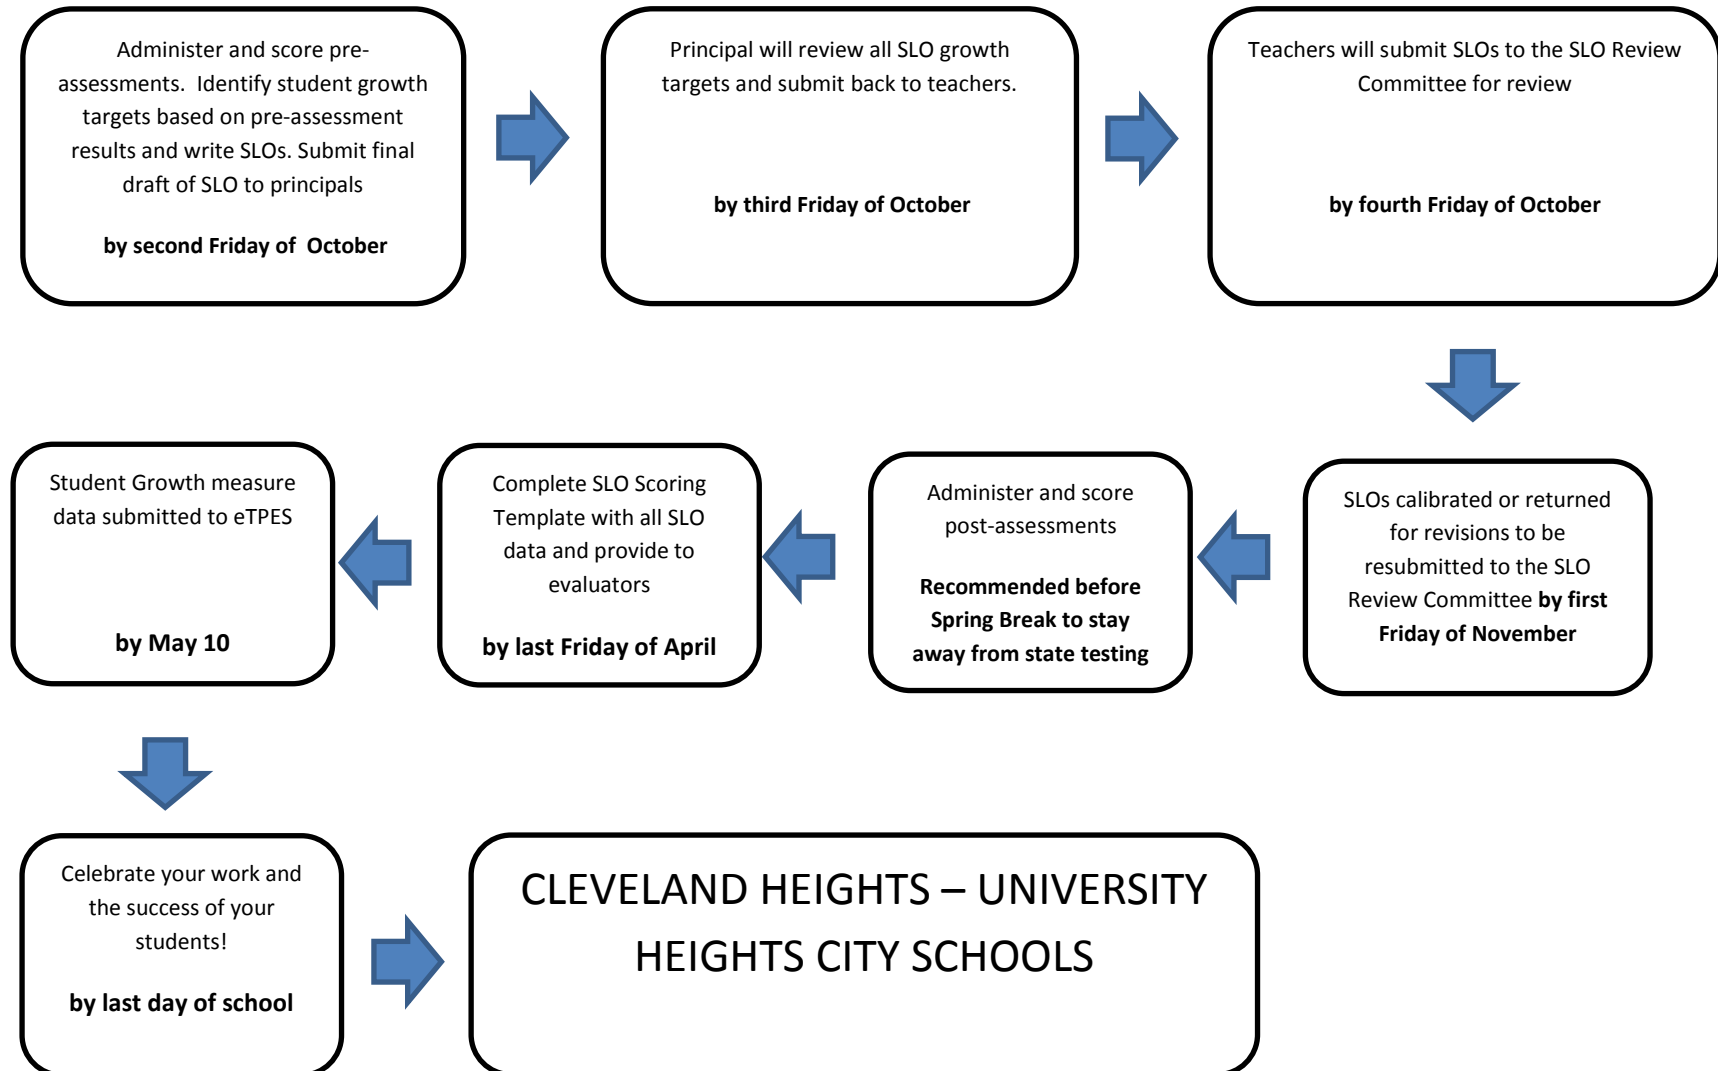 Administer and score pre-
assessments.  Identify student growth
targets based on pre-assessment
results and write SLOs. Submit final
draft of SLO to principals
by second Friday of  October
Principal will review all SLO growth
targets and submit back to teachers.
by third Friday of October
Teachers will submit SLOs to the SLO Review
Committee for review
by fourth Friday of October
SLOs calibrated or returned
for revisions to be
resubmitted to the SLO
Review Committee by first
Friday of November
Administer and score
post-assessments
Recommended before
Spring Break to stay
away from state testing
Complete SLO Scoring
Template with all SLO
data and provide to
evaluators
by last Friday of April
Student Growth measure
data submitted to eTPES
by May 10
Celebrate your work and
the success of your
students!
by last day of school
CLEVELAND HEIGHTS – UNIVERSITY
HEIGHTS CITY SCHOOLS